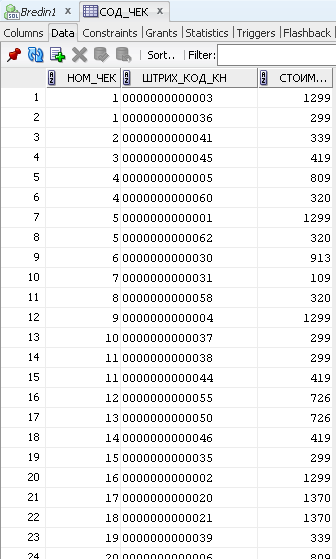 Bredin1 x СОД_ЧЕК x
Columns Data Constraints Grants Statistics Triggers Flashback
Sort.. Filter:
НОМ_ЧЕК ШТРИХ_КОД_КН СТОИМ...
1 1 0000000000003 1299
2 1 0000000000036 299
3 2 0000000000041 339
4 3 0000000000045 419
5 4 0000000000005 809
6 4 0000000000060 320
7 5 0000000000001 1299
8 5 0000000000062 320
9 6 0000000000030 913
10 7 0000000000031 109
11 8 0000000000058 320
12 9 0000000000004 1299
13 10 0000000000037 299
14 11 0000000000038 299
15 11 0000000000044 419
16 12 0000000000055 726
17 13 0000000000050 726
18 14 0000000000046 419
19 15 0000000000035 299
20 16 0000000000002 1299
21 17 0000000000020 1370
22 18 0000000000021 1370
23 19 0000000000039 339
24 20 0000000000006 809